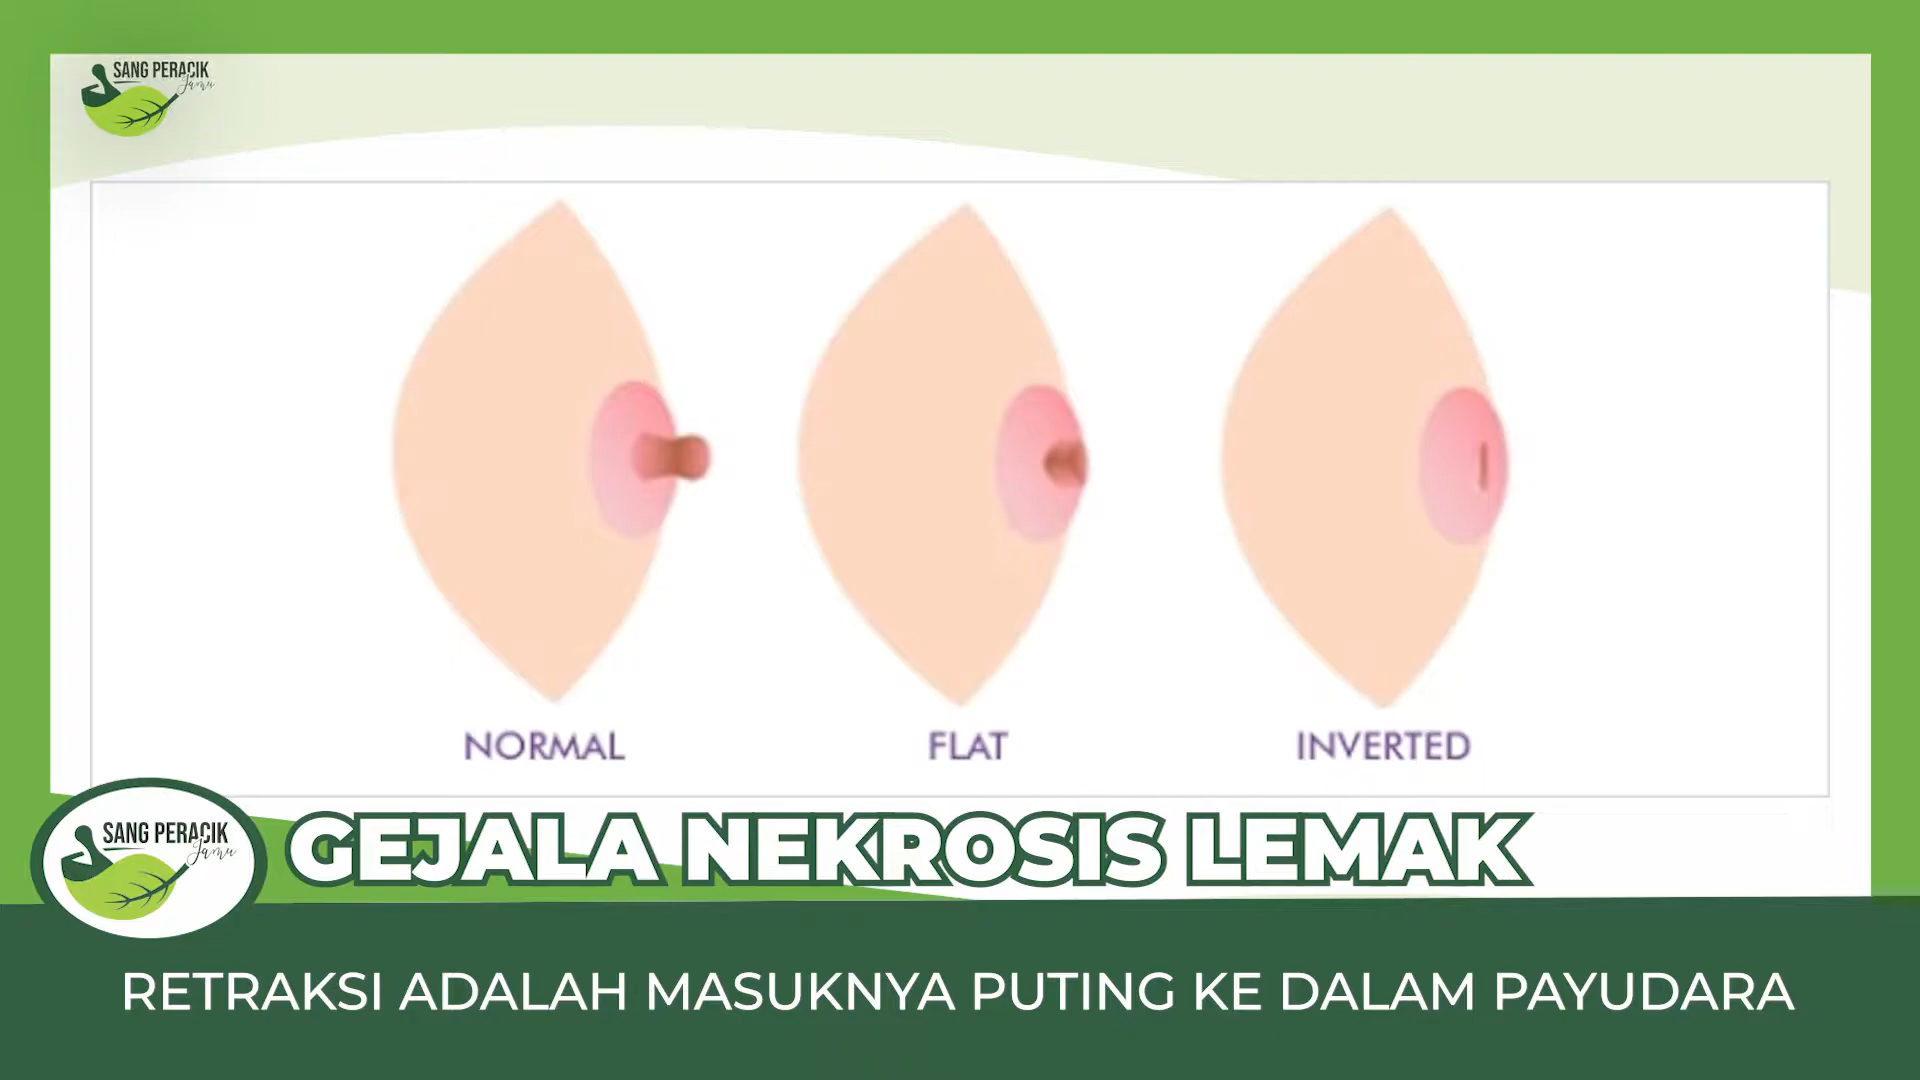 SANG PERACIK
Jamu
NORMAL
FLAT
INVERTED
SANG PERACIK
Jamu
GEJALA NEKROSIS LEMAK
RETRAKSI ADALAH MASUKNYA PUTING KE DALAM PAYUDARA